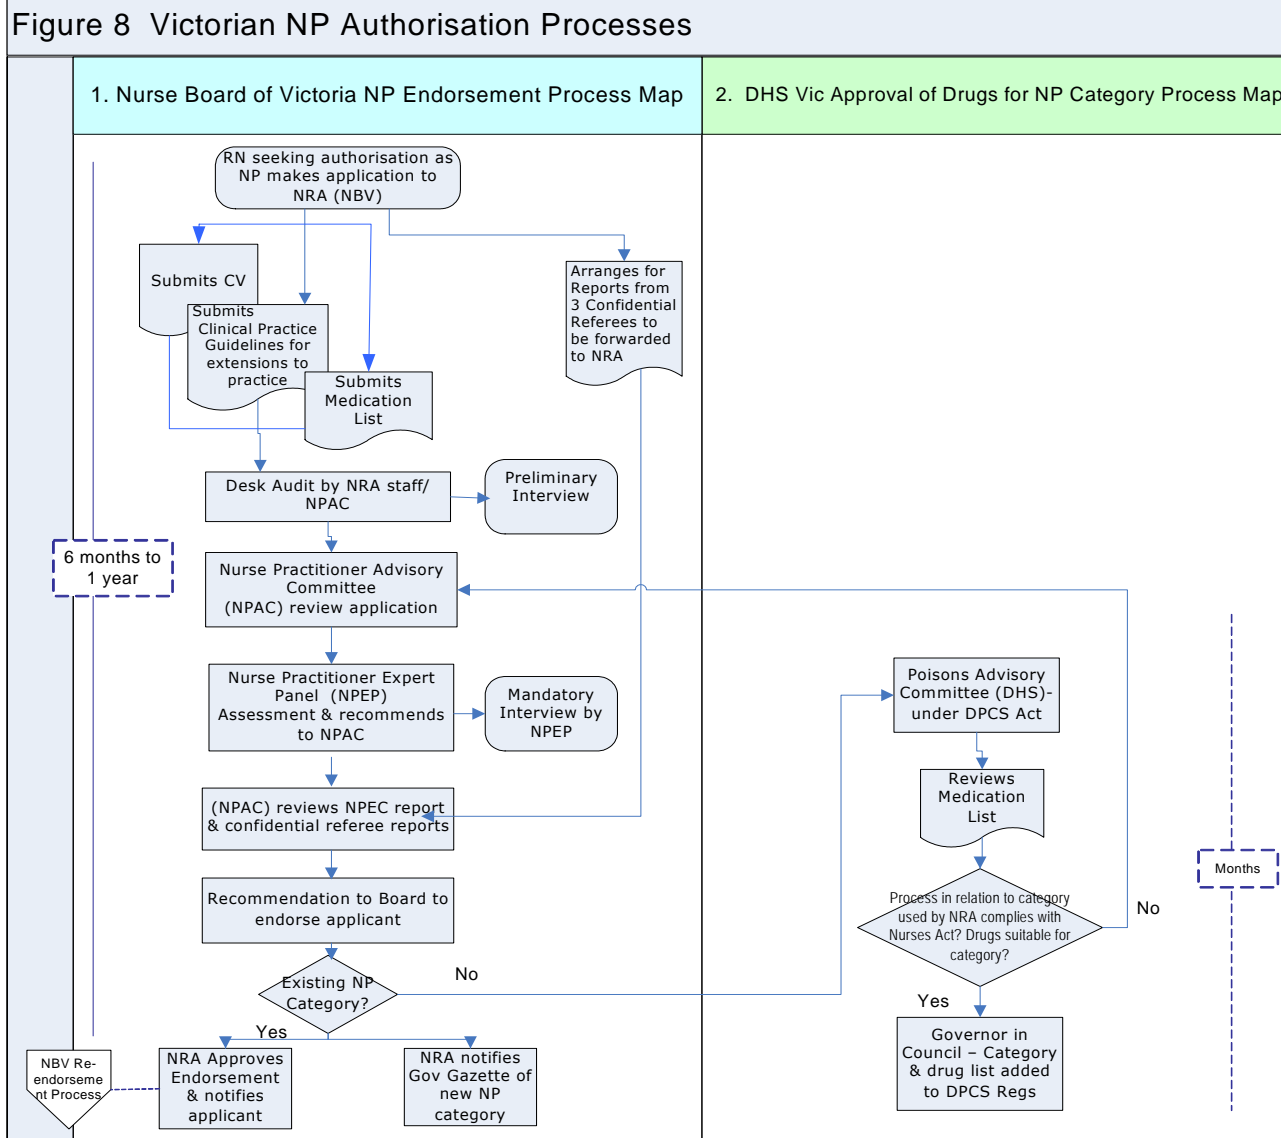 Figure 8 Victorian NP Authorisation Processes
1. Nurse Board of Victoria NP Endorsement Process Map
2. DHS Vic Approval of Drugs for NP Category Process Map
RN seeking authorisation as
NP makes application to
NRA (NBV)
Submits CV
Submits
Clinical Practice
Guidelines for
extensions to
practice
Submits
Medication
List
Arranges for
Reports from
3 Confidential
Referees to
be forwarded
to NRA
Desk Audit by NRA staff/
NPAC
Preliminary
Interview
6 months to
1 year
Nurse Practitioner Advisory
Committee
(NPAC) review application
Nurse Practitioner Expert
Panel (NPEP)
Assessment & recommends
to NPAC
Mandatory
Interview by
NPEP
(NPAC) reviews NPEC report
& confidential referee reports
Recommendation to Board to
endorse applicant
Existing NP
Category?
No
Yes
NBV Re-
endorseme
nt Process
NRA Approves
Endorsement
& notifies
applicant
NRA notifies
Gov Gazette of
new NP
category
Poisons Advisory
Committee (DHS)-
under DPCS Act
Reviews
Medication
List
Process in relation to category
used by NRA complies with
Nurses Act? Drugs suitable for
category?
No
Yes
Governor in
Council – Category
& drug list added
to DPCS Regs
Months